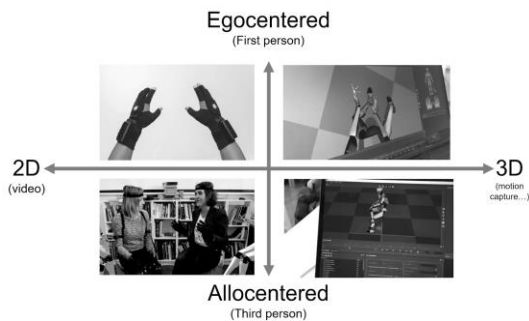 Egocentered
(First person)
2D
(video)
3D
(motion
capture...)
Allocentered
(Third person)